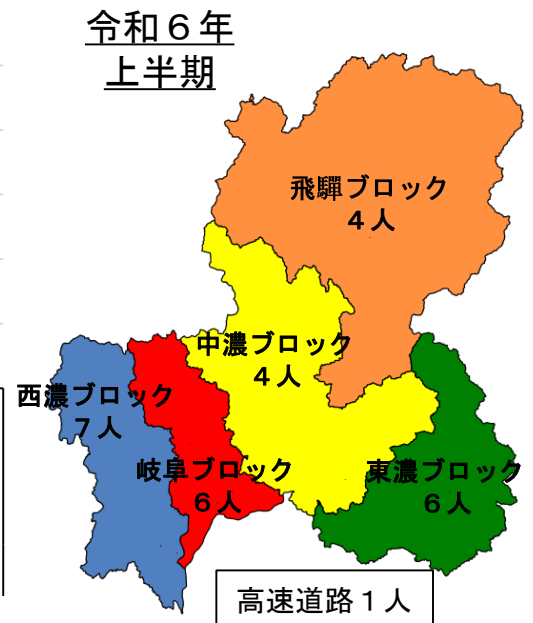 令和６年
上半期
飛驒ブロック
４人
中濃ブロック
４人
西濃ブロック
７人
岐阜ブロック
６人
東濃ブロック
６人
高速道路１人